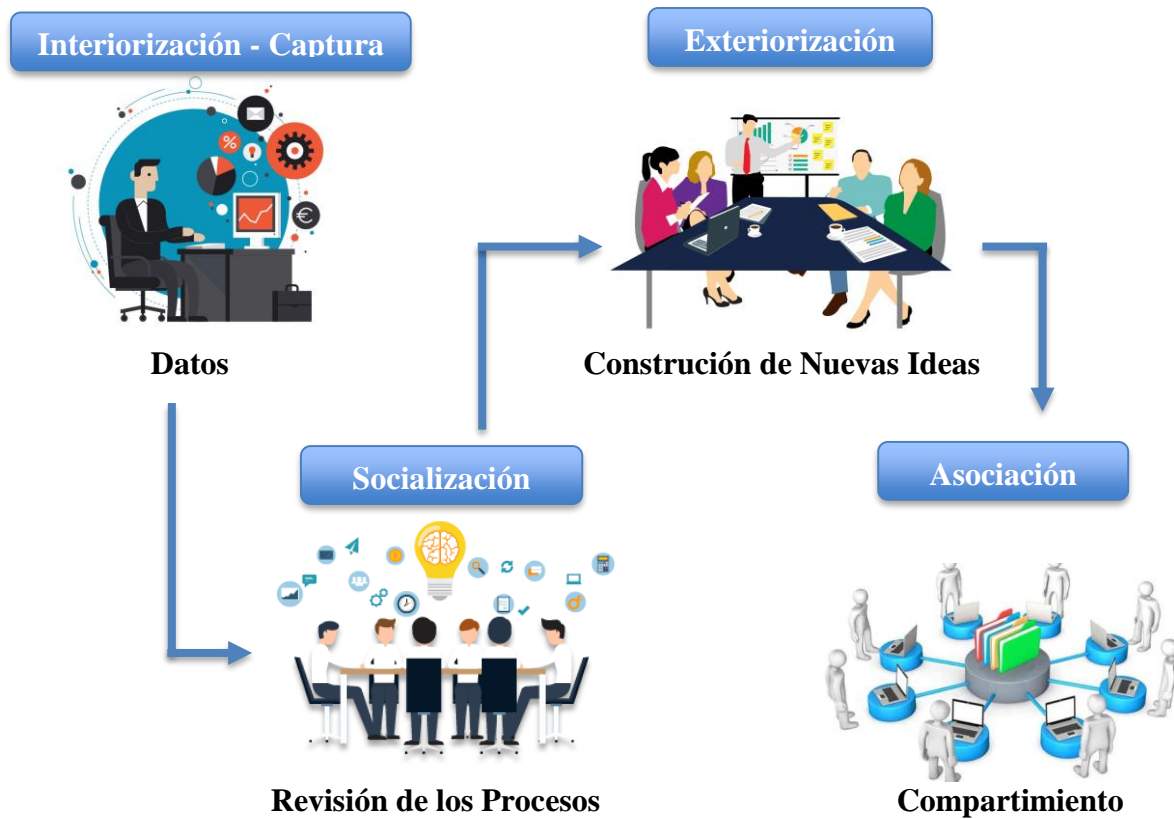 Interiorización - Captura
Exteriorización
Datos
Construción de Nuevas Ideas
Socialización
Asociación
Revisión de los Procesos
Compartimiento